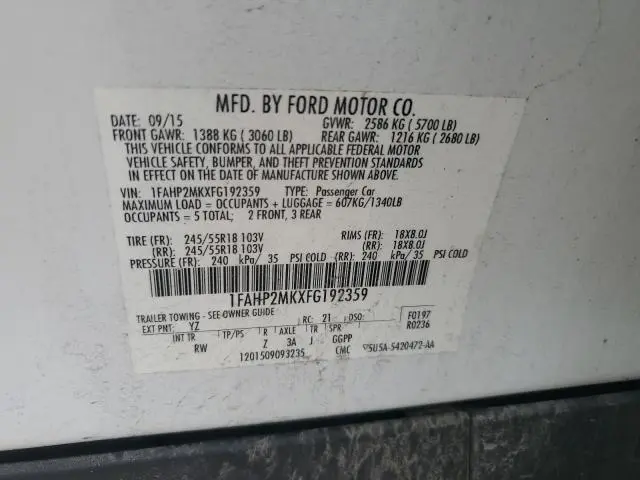 MFD. BY FORD MOTOR CO.
DATE: 09/15 GVWR: 2586 KG ( 5700 LB)
FRONT GAWR: 1388 KG ( 3060 LB) REAR GAWR: 1216 KG ( 2680 LB)
THIS VEHICLE CONFORMS TO ALL APPLICABLE FEDERAL MOTOR
VEHICLE SAFETY, BUMPER, AND THEFT PREVENTION STANDARDS
IN EFFECT ON THE DATE OF MANUFACTURE SHOWN ABOVE.
VIN: 1FAHP2MKXFG192359 TYPE: Passenger Car
MAXIMUM LOAD = OCCUPANTS + LUGGAGE = 607KG/1340LB
OCCUPANTS = 5 TOTAL; 2 FRONT, 3 REAR
TIRE (FR): 245/55R18 103V RIMS (FR): 18X8.0J
(RR): 245/55R18 103V (RR): 18X8.0J
PRESSURE (FR): 240 kPa/ 35 PSI COLD (RR): 240 kPa/ 35 PSI COLD
1FAHP2MKXFG192359
TRAILER TOWING - SEE OWNER GUIDE F0197
EXT PNT: YZ RC: 21 DSO: R0236
INT TR TP/PS R AXLE TR SPR
RW Z 3A J GGPP
1201509093235 CMC 5U5A-5420472-AA